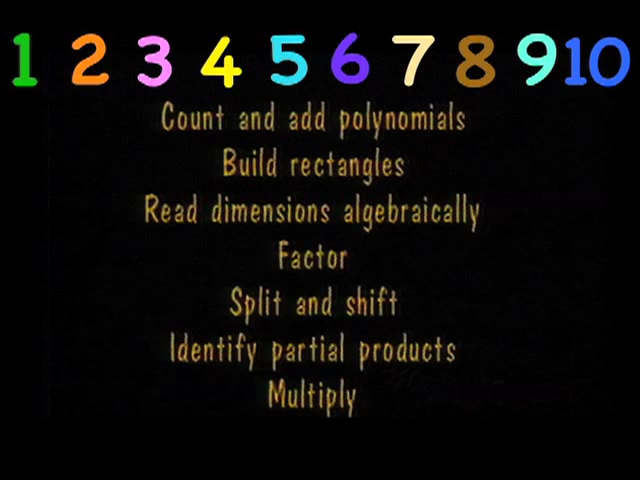 1 2 3 4 5 6 7 8 9 10
Count and add polynomials
Build rectangles
Read dimensions algebraically
Factor
Split and shift
Identify partial products
Multiply